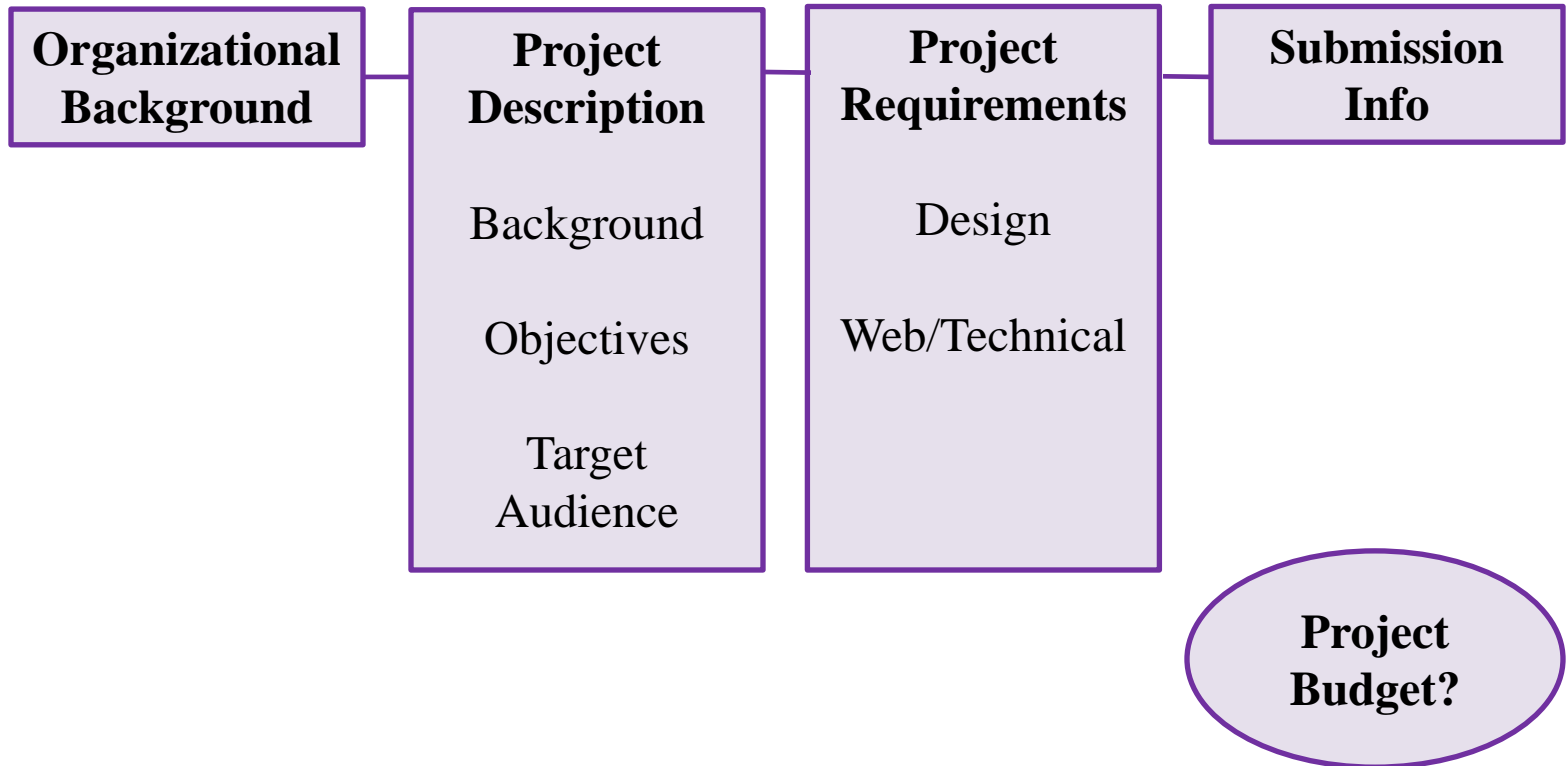 Organizational
Background
Project
Description
Background
Objectives
Target
Audience
Project
Requirements
Design
Web/Technical
Submission
Info
Project
Budget?